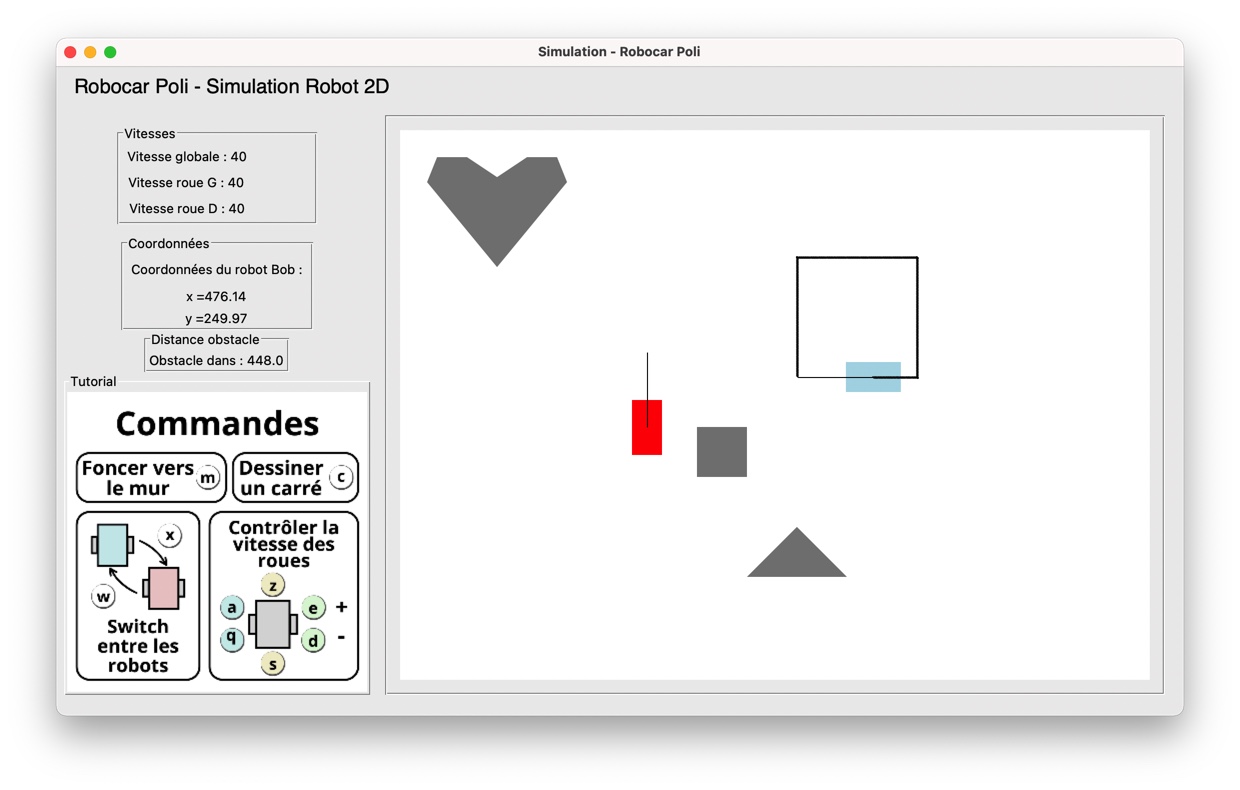 Simulation - Robocar Poli
Robocar Poli - Simulation Robot 2D
Vitesses
Vitesse globale : 40
Vitesse roue G : 40
Vitesse roue D : 40
Coordonnées
Coordonnées du robot Bob :
x =476.14
y =249.97
Distance obstacle
Obstacle dans : 448.0
Tutorial
Commandes
Foncer vers
le mur
m
Dessiner
un carré
c
x
w
Switch
entre les
robots
Contrôler la
vitesse des
roues
z
a
e +
q
d -
s